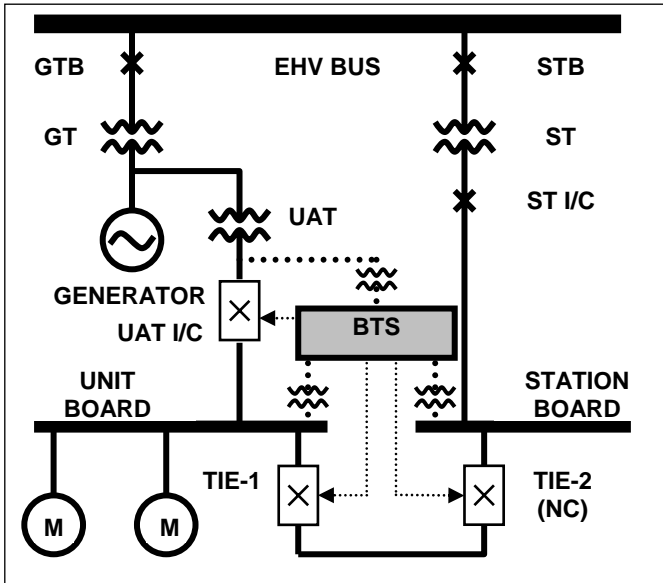 GTB
EHV BUS
STB
GT
ST
ST I/C
UAT
GENERATOR
UAT I/C
BTS
UNIT
BOARD
STATION
BOARD
TIE-1
TIE-2
(NC)
M
M